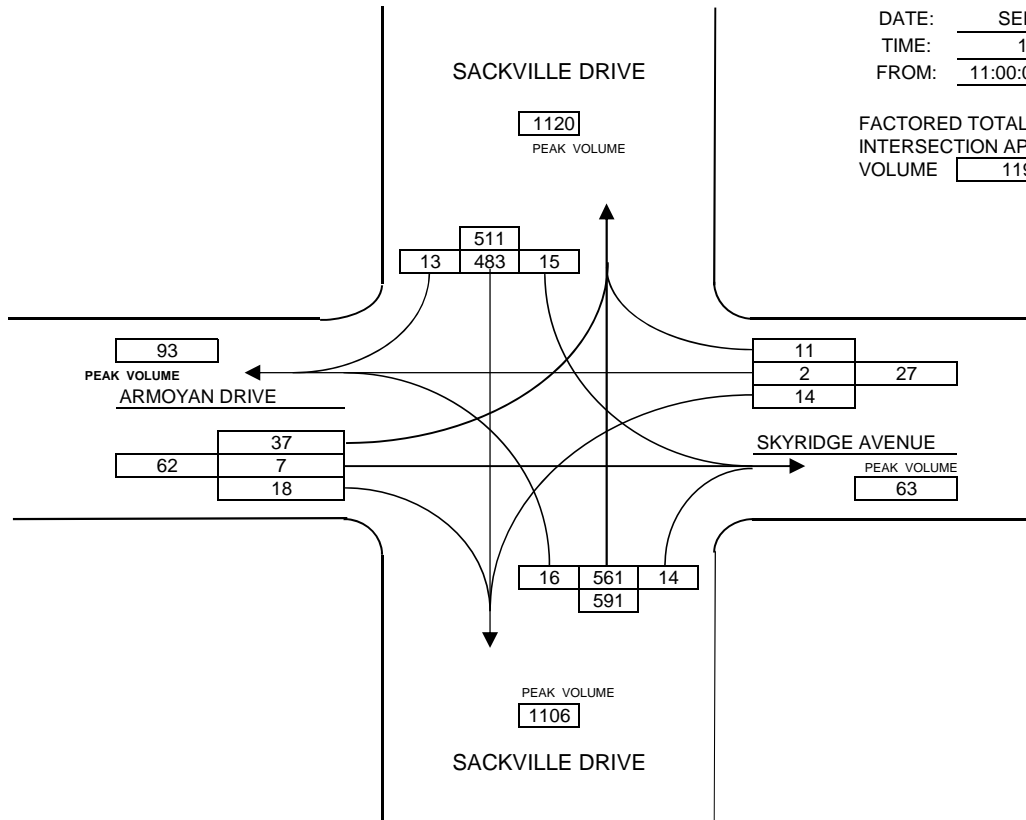 DATE:
TIME:
FROM:
FACTORED TOTAL
INTERSECTION
VOLUME
SACKVILLE DRIVE
1120
PEAK VOLUME
511
13 483 15
93
PEAK VOLUME
ARMOYAN DRIVE
11
2 27
14
37
62 7
18
SKYRIDGE AVENUE
PEAK VOLUME
63
16 561 14
591
PEAK VOLUME
1106
SACKVILLE DRIVE